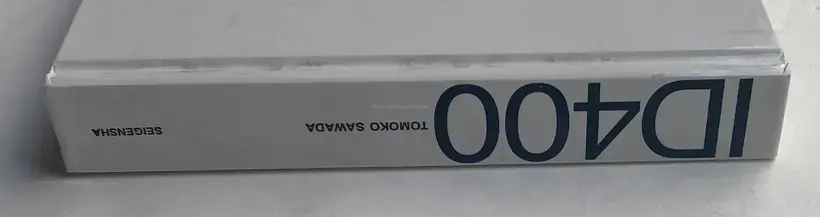 ID400
TOMOKO SAWADA
SEIGENSHA